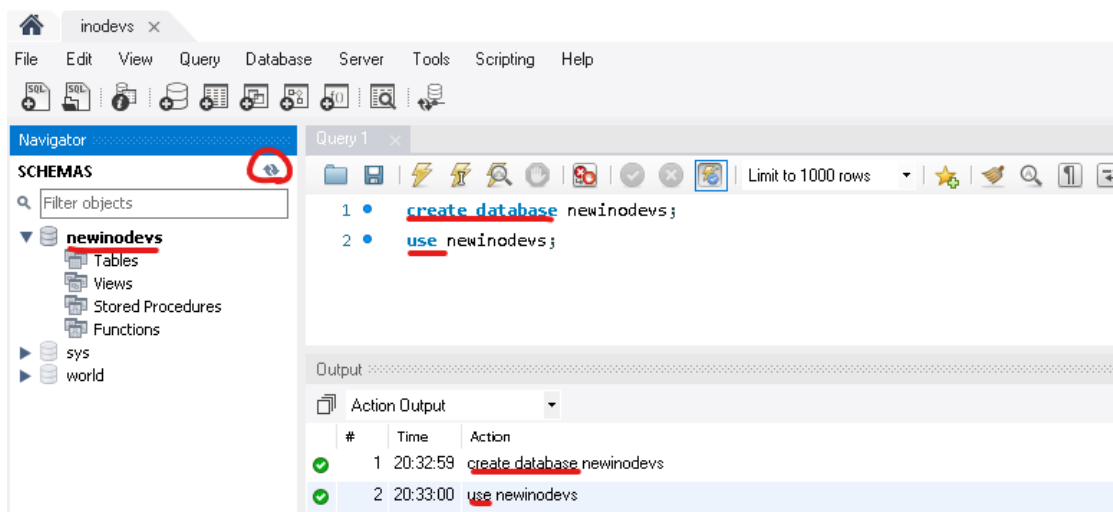 inodevs
File Edit View Query Database Server Tools Scripting Help
Navigator
SCHEMAS
Filter objects
newinodevs
Tables
Views
Stored Procedures
Functions
sys
world
Query 1
Limit to 1000 rows
1 create database newinodevs;
2 use newinodevs;
Output
Action Output
# Time Action
1 20:32:59 create database newinodevs
2 20:33:00 use newinodevs